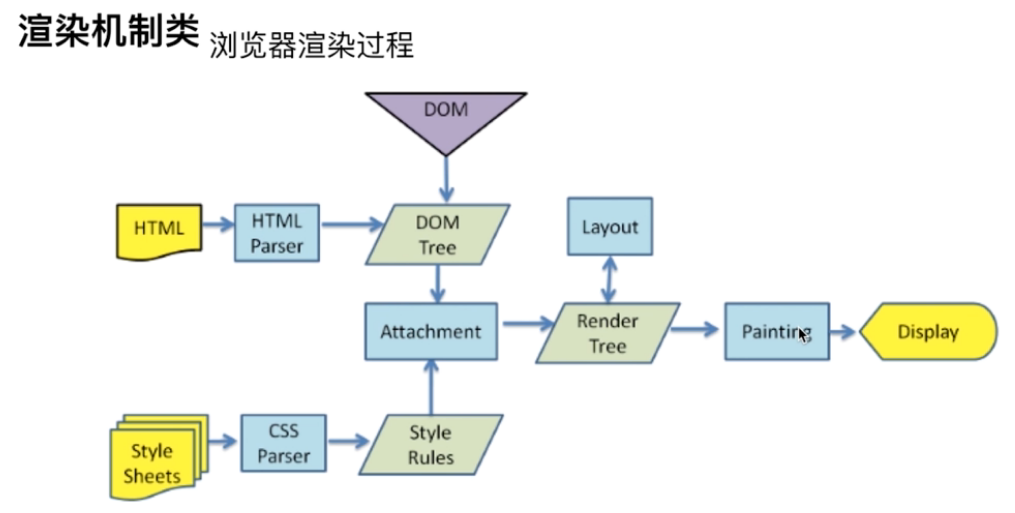 渲染机制类 浏览器渲染过程
DOM
HTML
HTML
Parser
DOM
Tree
Layout
Attachment
Render
Tree
Painting
Display
Style
Sheets
CSS
Parser
Style
Rules